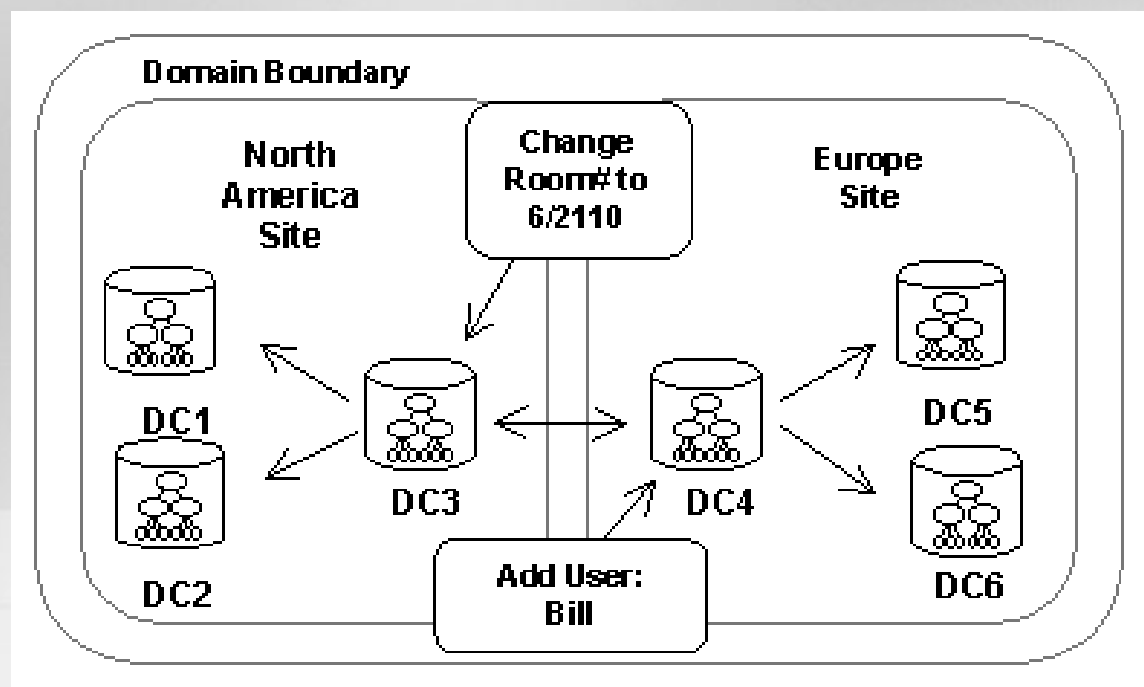 Domain Boundary
North
America
Site
Change
Room# to
6/2110
Europe
Site
DC1
DC2
DC3
DC4
DC5
DC6
Add User:
Bill